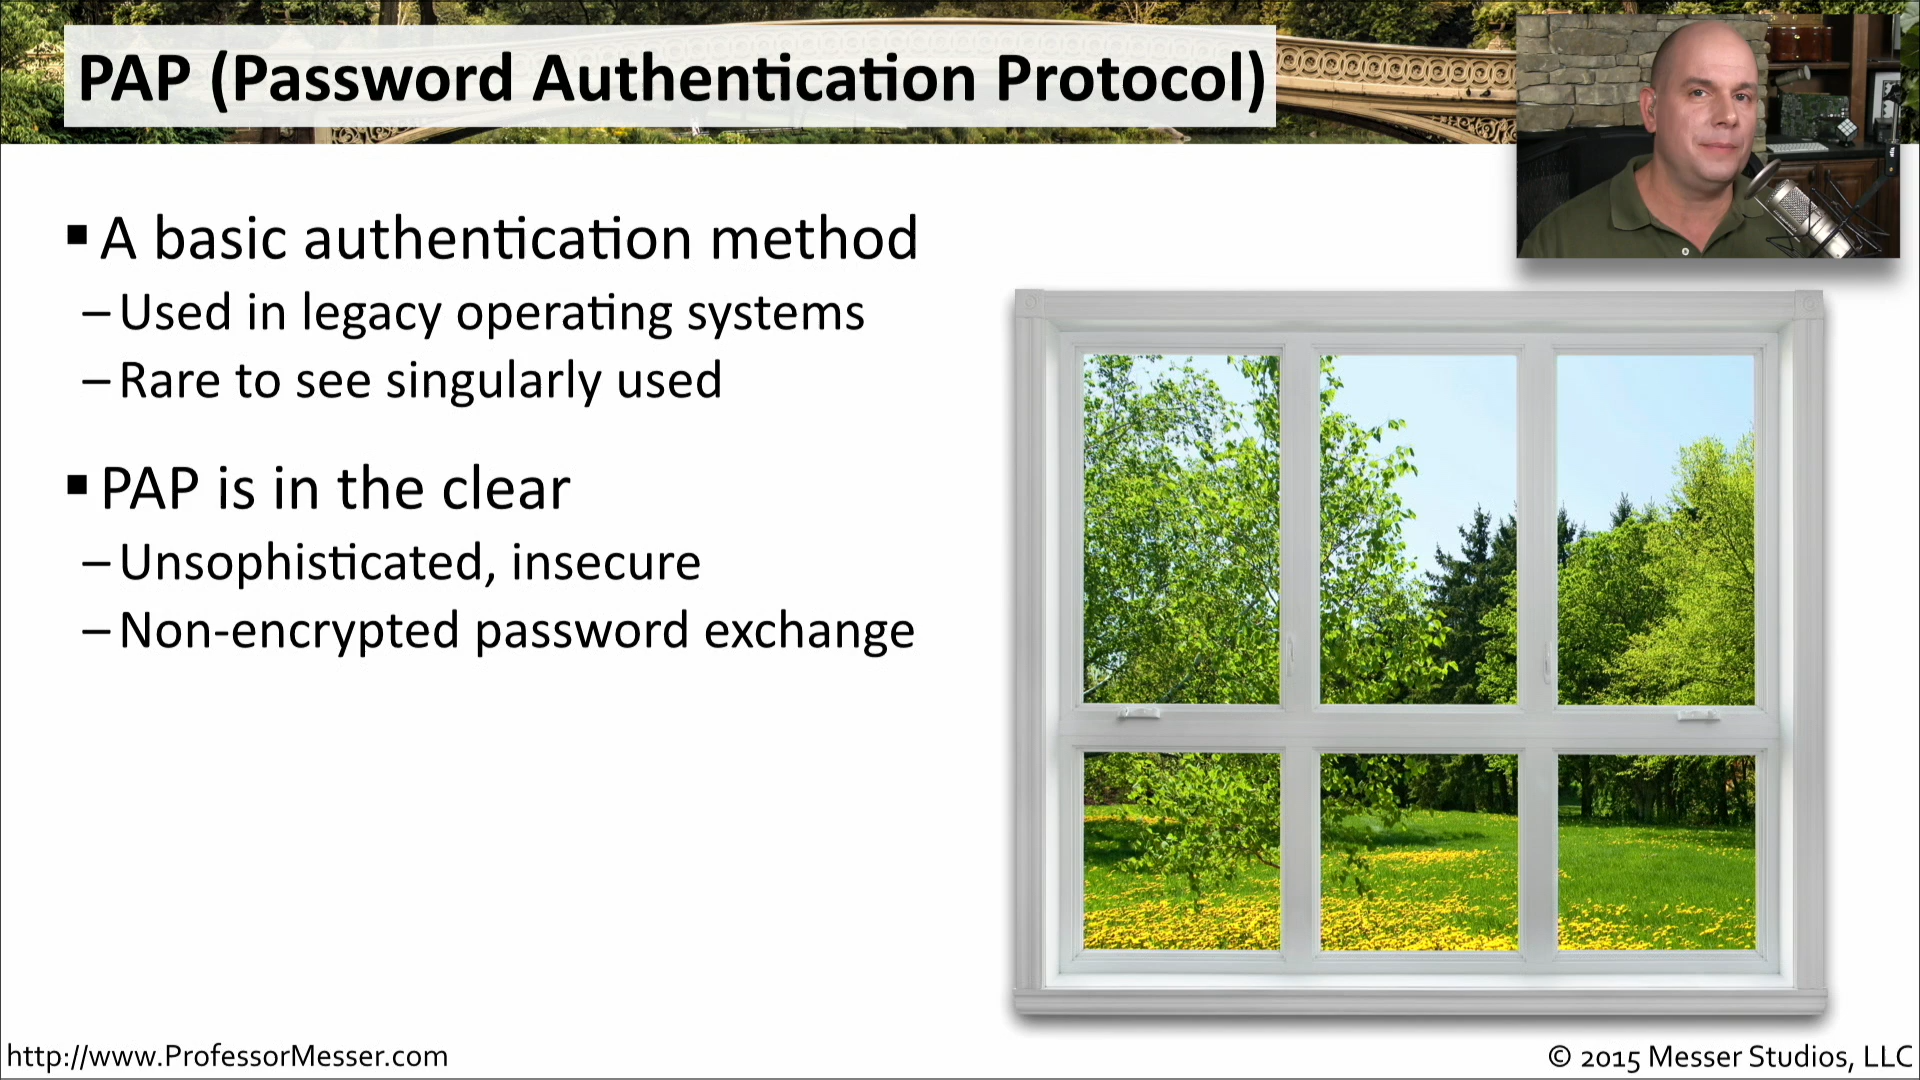 PAP (Password Authentication Protocol)
▪ A basic authentication method
– Used in legacy operating systems
– Rare to see singularly used
▪ PAP is in the clear
– Unsophisticated, insecure
– Non-encrypted password exchange
http://www.ProfessorMesser.com
© 2015 Messer Studios, LLC